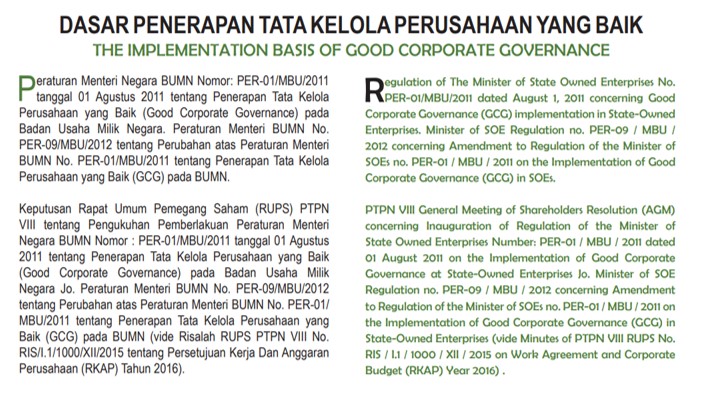 DASAR PENERAPAN TATA KELOLA PERUSAHAAN YANG BAIK
THE IMPLEMENTATION BASIS OF GOOD CORPORATE GOVERNANCE
Peraturan Menteri Negara BUMN Nomor: PER-01/MBU/2011
tanggal 01 Agustus 2011 tentang Penerapan Tata Kelola
Perusahaan yang Baik (Good Corporate Governance) pada
Badan Usaha Milik Negara. Peraturan Menteri BUMN No.
PER-09/MBU/2012 tentang Perubahan atas Peraturan Menteri
BUMN No. PER-01/MBU/2011 tentang Penerapan Tata Kelola
Perusahaan yang Baik (GCG) pada BUMN.
Keputusan Rapat Umum Pemegang Saham (RUPS) PTPN
VIII tentang Pengukuhan Pemberlakuan Peraturan Menteri
Negara BUMN Nomor : PER-01/MBU/2011 tanggal 01 Agustus
2011 tentang Penerapan Tata Kelola Perusahaan yang Baik
(Good Corporate Governance) pada Badan Usaha Milik
Negara Jo. Peraturan Menteri BUMN No. PER-09/MBU/2012
tentang Perubahan atas Peraturan Menteri BUMN No. PER-01/
MBU/2011 tentang Penerapan Tata Kelola Perusahaan yang
Baik (GCG) pada BUMN (vide Risalah RUPS PTPN VIII No.
RIS/I.1/1000/XII/2015 tentang Persetujuan Kerja Dan Anggaran
Perusahaan (RKAP) Tahun 2016).
Regulation of The Minister of State Owned Enterprises No.
PER-01/MBU/2011 dated August 1, 2011 concerning Good
Corporate Governance (GCG) implementation in State-Owned
Enterprises. Minister of SOE Regulation no. PER-09 / MBU /
2012 concerning Amendment to Regulation of the Minister of
SOEs no. PER-01 / MBU / 2011 on the Implementation of Good
Corporate Governance (GCG) in SOEs.
PTPN VIII General Meeting of Shareholders Resolution (AGM)
concerning Inauguration of Regulation of the Minister of
State Owned Enterprises Number: PER-01 / MBU / 2011 dated
01 August 2011 on the Implementation of Good Corporate
Governance at State-Owned Enterprises Jo. Minister of SOE
Regulation no. PER-09 / MBU / 2012 concerning Amendment
to Regulation of the Minister of SOEs no. PER-01 / MBU / 2011 on
the Implementation of Good Corporate Governance (GCG) in
State-Owned Enterprises (vide Minutes of PTPN VIII RUPS No.
RIS / I.1 / 1000 / XII / 2015 on Work Agreement and Corporate
Budget (RKAP) Year 2016) .